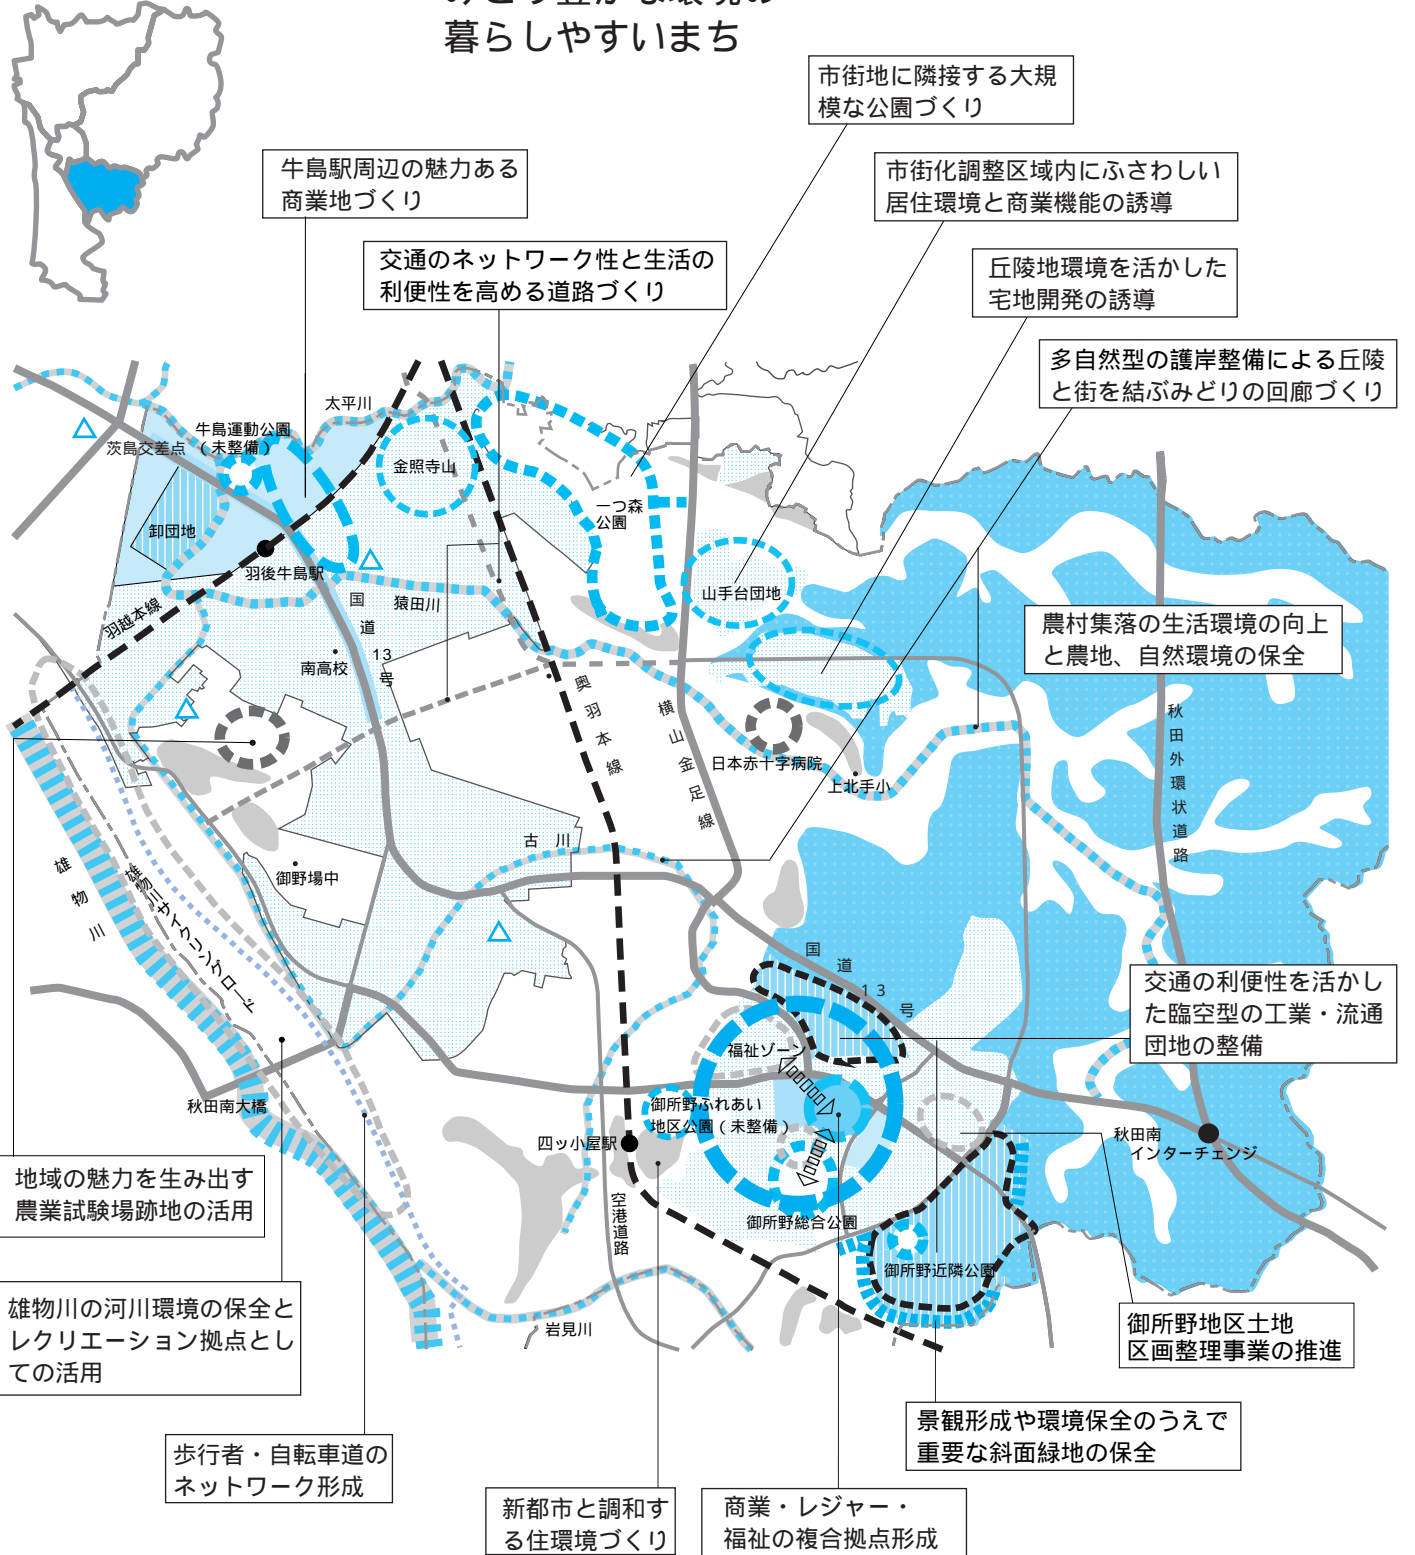 みどり豊かな環境の
暮らしやすいまち
市街地に隣接する大規
模な公園づくり
牛島駅周辺の魅力ある
商業地づくり
市街化調整区域内にふさわしい
居住環境と商業機能の誘導
交通のネットワーク性と生活の
利便性を高める道路づくり
丘陵地環境を活かした
宅地開発の誘導
多自然型の護岸整備による丘陵
と街を結ぶみどりの回廊づくり
太平川
牛島運動公園
（未整備）
茨島交差点
金照寺山
一つ森
公園
卸団地
羽後牛島駅
山手台団地
猿田川
国道13号
羽越本線
南高校
農村集落の生活環境の向上
と農地、自然環境の保全
奥羽本線
横山金足線
秋田外環状道路
日本赤十字病院
上北手小
古川
御野場中
雄物川
雄物川サイクリングロード
国道13号
交通の利便性を活かし
た臨空型の工業・流通
団地の整備
福祉ゾーン
秋田南大橋
御所野ふれあい
地区公園（未整備）
四ッ小屋駅
秋田南
インターチェンジ
地域の魅力を生み出す
農業試験場跡地の活用
空港道路
御所野総合公園
御所野近隣公園
雄物川の河川環境の保全と
レクリエーション拠点とし
ての活用
岩見川
御所野地区土地
区画整理事業の推進
景観形成や環境保全のうえで
重要な斜面緑地の保全
歩行者・自転車道の
ネットワーク形成
新都市と調和す
る住環境づくり
商業・レジャー・
福祉の複合拠点形成